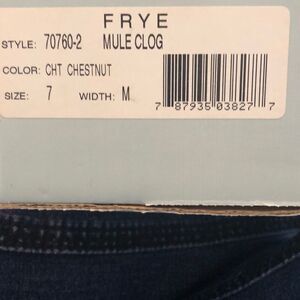 FRYE
STYLE: 70760-2 MULE CLOG
COLOR: CHT CHESTNUT
SIZE: 7 WIDTH: M
7 87935 03827 7